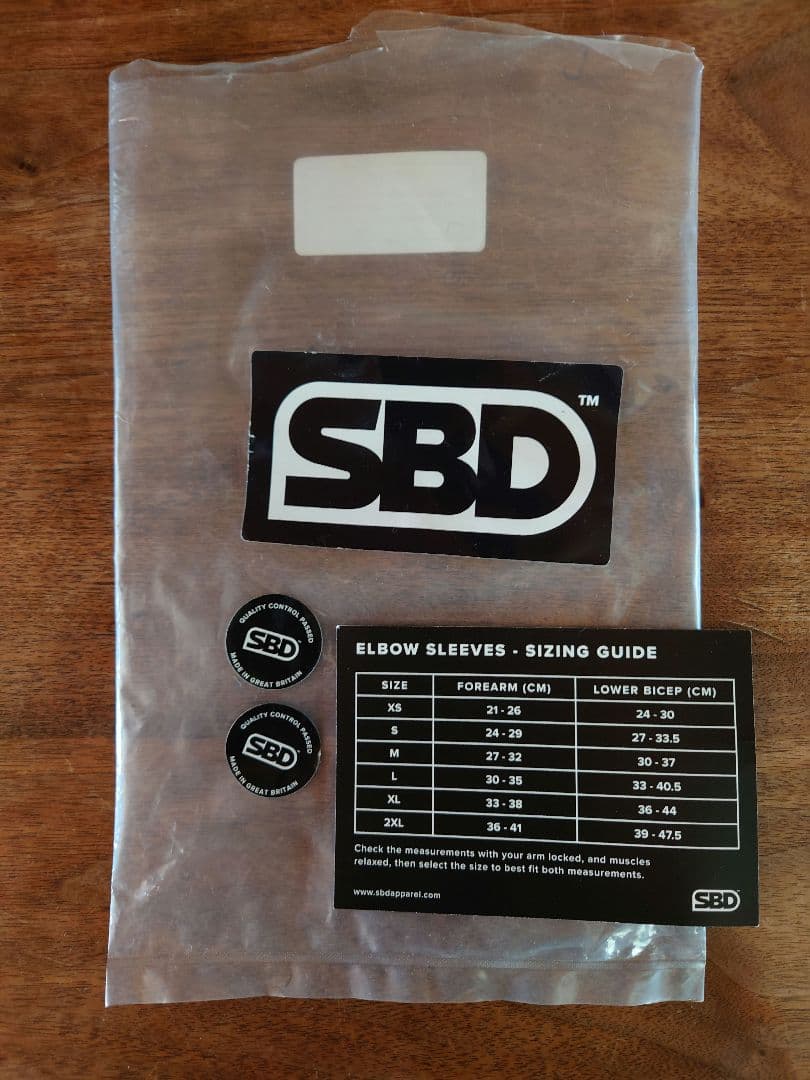 SBD™
QUALITY CONTROL PASSED
SBD
MADE IN GREAT BRITAIN
QUALITY CONTROL PASSED
SBD
MADE IN GREAT BRITAIN
ELBOW SLEEVES - SIZING GUIDE
SIZE FOREARM (CM) LOWER BICEP (CM)
XS 21 - 26 24 - 30
S 24 - 29 27 - 33.5
M 27 - 32 30 - 37
L 30 - 35 33 - 40.5
XL 33 - 38 36 - 44
2XL 36 - 41 39 - 47.5
Check the measurements with your arm locked, and muscles
relaxed, then select the size to best fit both measurements.
www.sbdapparel.com
SBD